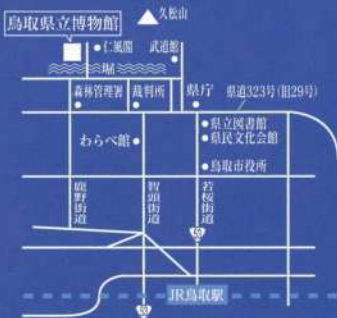 久松山
鳥取県立博物館
仁風閣
武道館
堀
森林管理署
裁判所
県庁
県道323号(旧29号)
県立図書館
県民文化会館
わらべ館
鳥取市役所
鹿野街道
智頭街道
若桜街道
53
JR鳥取駅
53